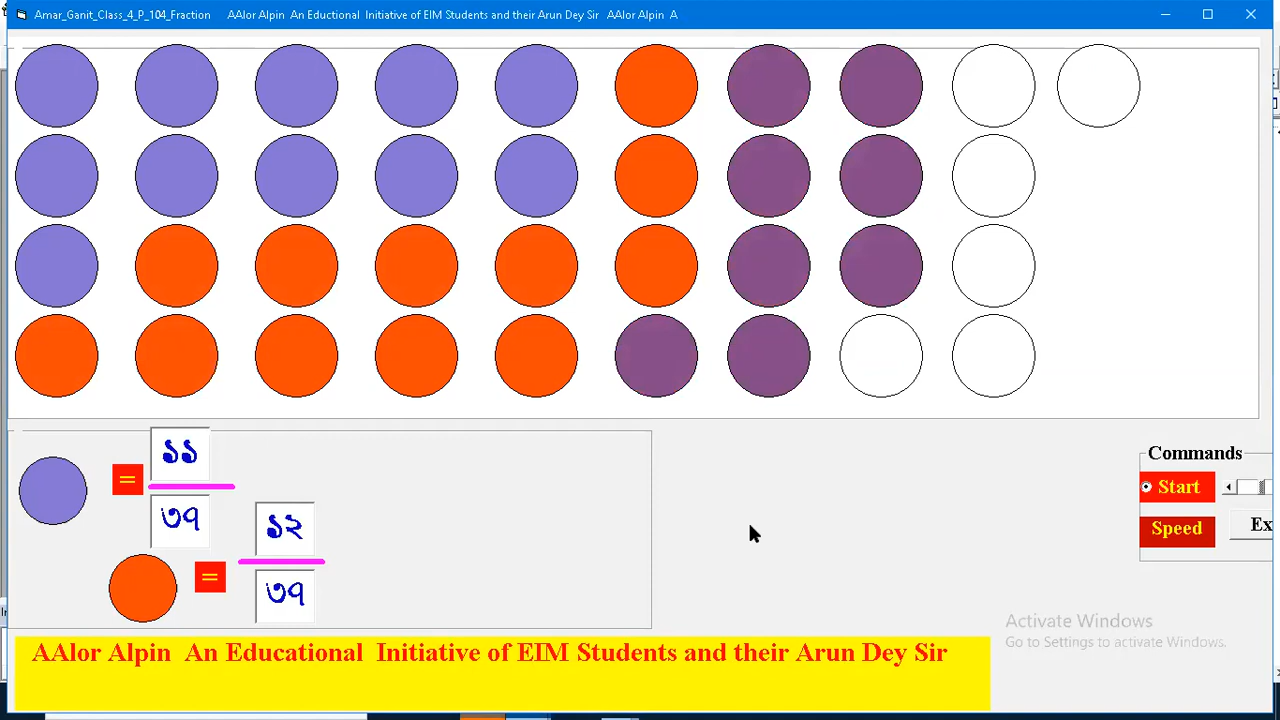 Amar_Ganit_Class_4_P_104_Fraction AAlor Alpin An Eductional Initiative of EIM Students and their Arun Dey Sir AAlor Alpin A
= ১১
৩৭
= ১২
৩৭
Commands
Start
Speed
Ex
Activate Windows
Go to Settings to activate Windows.
AAlor Alpin An Educational Initiative of EIM Students and their Arun Dey Sir